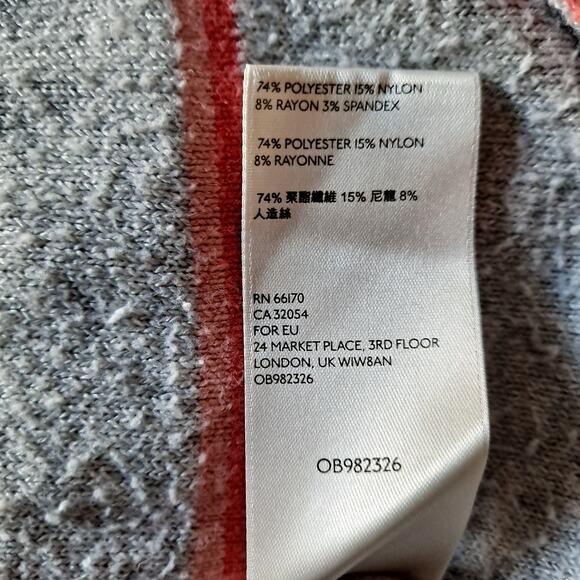 74% POLYESTER 15% NYLON
8% RAYON 3% SPANDEX
74% POLYESTER 15% NYLON
8% RAYONNE
74% 聚酯纖維 15% 尼龍 8%
人造絲
RN 66170
CA 32054
FOR EU
24 MARKET PLACE, 3RD FLOOR
LONDON, UK W1W8AN
OB982326
OB982326